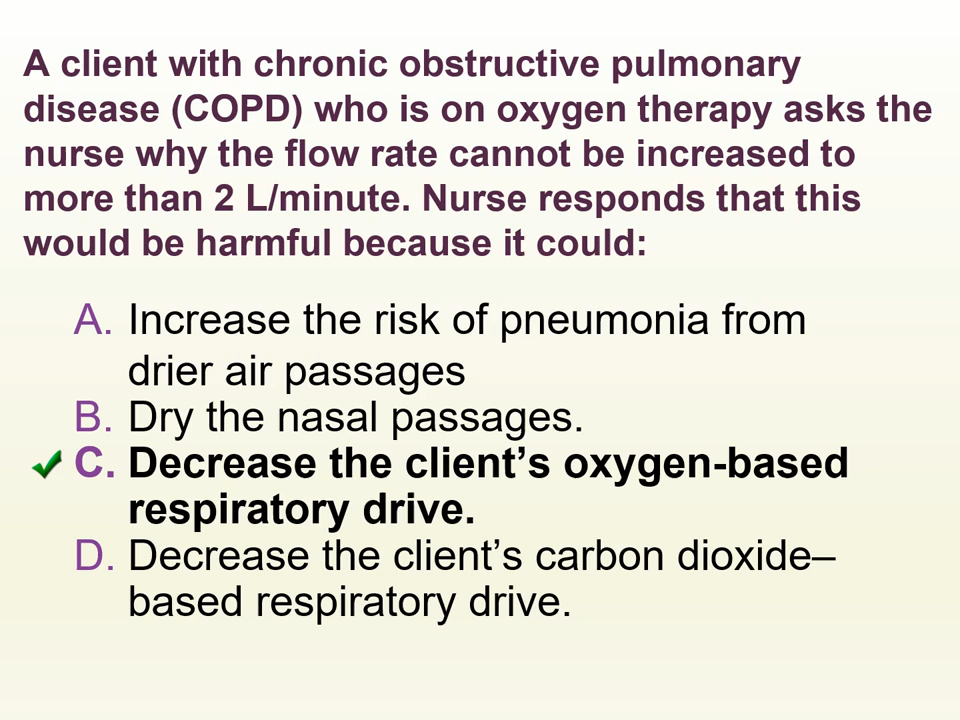 A client with chronic obstructive pulmonary
disease (COPD) who is on oxygen therapy asks the
nurse why the flow rate cannot be increased to
more than 2 L/minute. Nurse responds that this
would be harmful because it could:
A. Increase the risk of pneumonia from
drier air passages
B. Dry the nasal passages.
C. Decrease the client’s oxygen-based
respiratory drive.
D. Decrease the client’s carbon dioxide–
based respiratory drive.